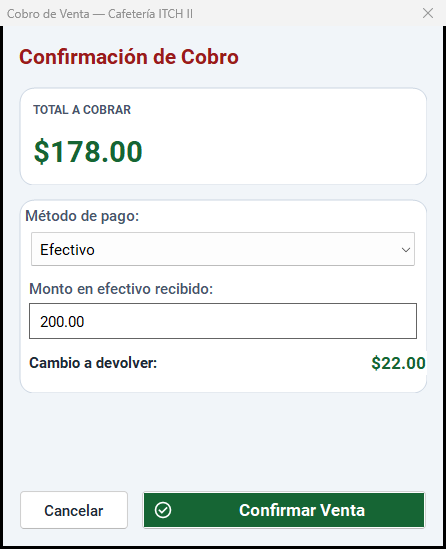 Cobro de Venta — Cafetería ITCH II
Confirmación de Cobro
TOTAL A COBRAR
$178.00
Método de pago:
Efectivo
Monto en efectivo recibido:
200.00
Cambio a devolver: $22.00
Cancelar Confirmar Venta